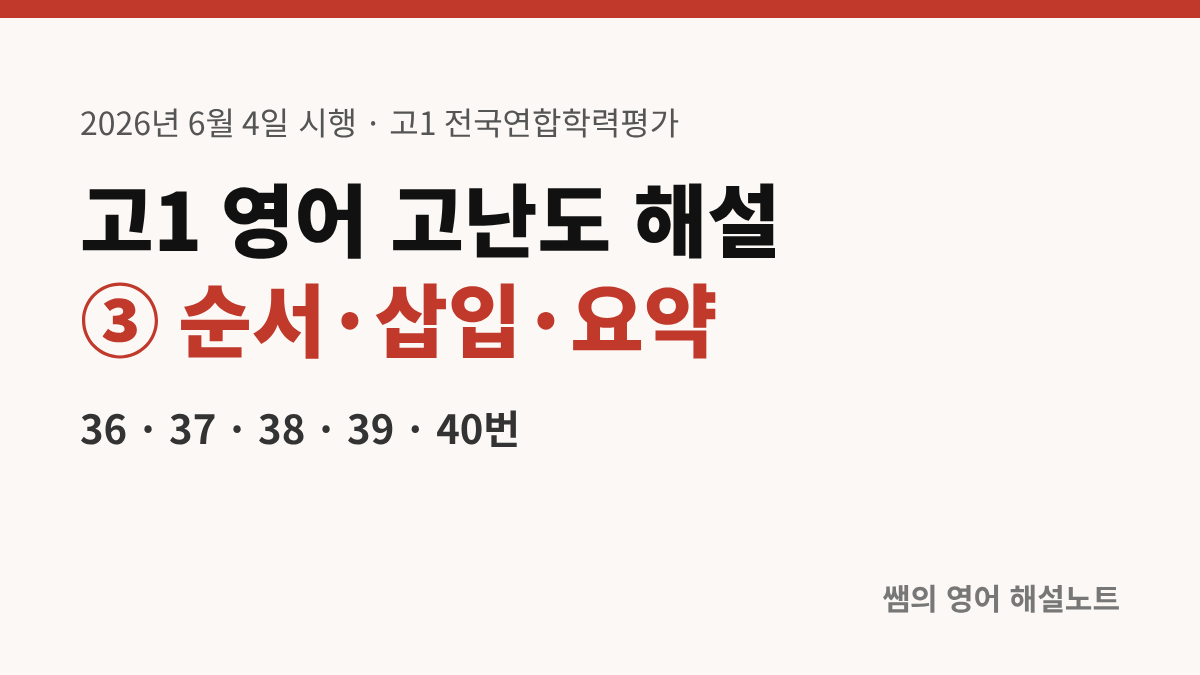 2026년 6월 4일 시행 · 고1 전국연합학력평가
고1 영어 고난도 해설
③ 순서·삽입·요약
36 · 37 · 38 · 39 · 40번
쌤의 영어 해설노트